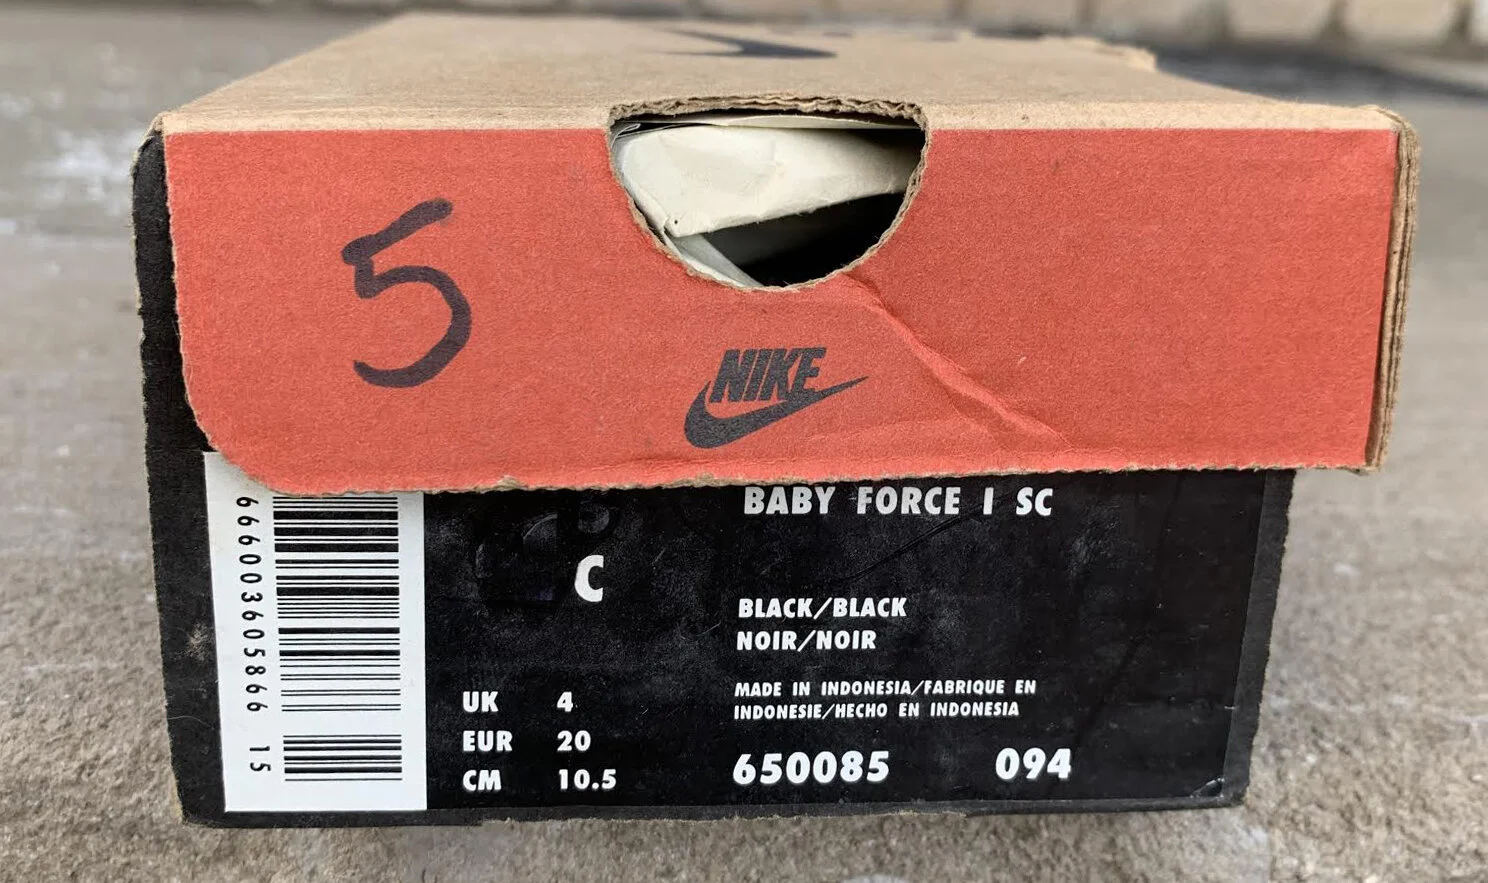 5
NIKE
BABY FORCE I SC
C
BLACK/BLACK
NOIR/NOIR
MADE IN INDONESIA/FABRIQUE EN
INDONESIE/HECHO EN INDONESIA
UK 4
EUR 20
CM 10.5
650085 094
666003605866 15